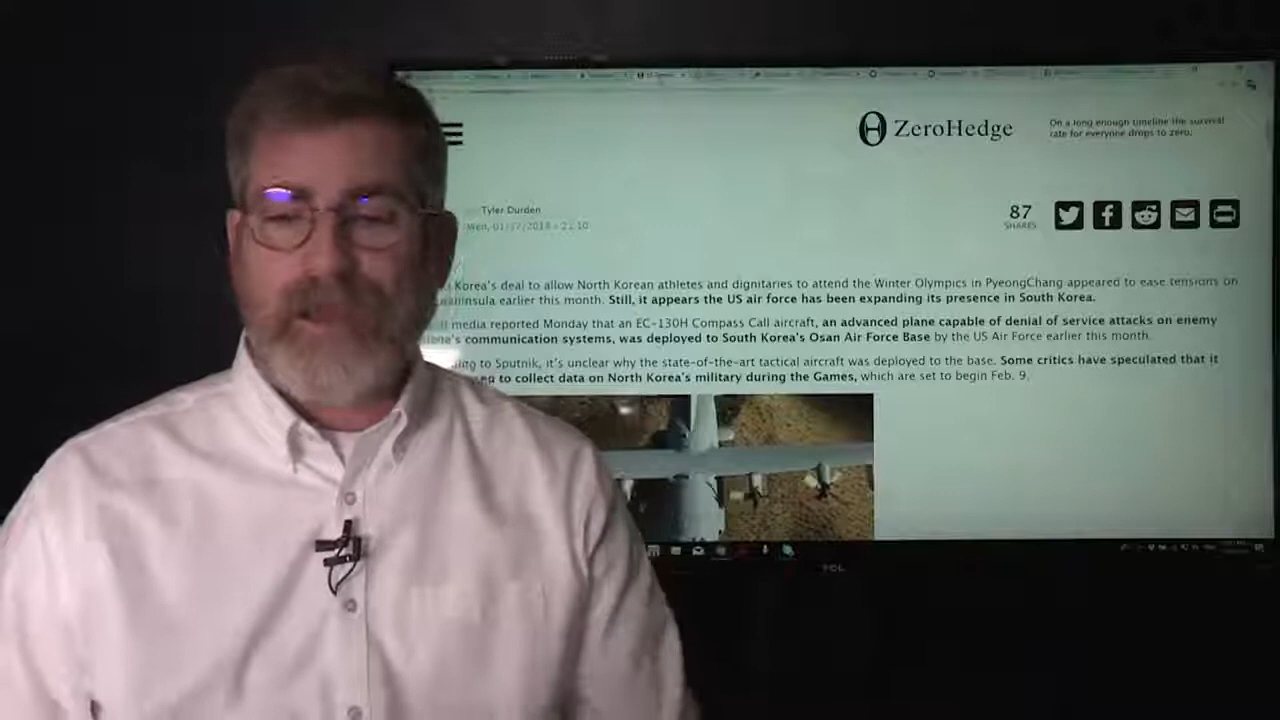 ZeroHedge
On a long enough timeline the survival
rate for everyone drops to zero.
Tyler Durden
Wed, 01/17/2018 - 21:10
87
SHARES
Korea's deal to allow North Korean athletes and dignitaries to attend the Winter Olympics in PyeongChang appeared to ease tensions on
earlier this month. Still, it appears the US air force has been expanding its presence in South Korea.
media reported Monday that an EC-130H Compass Call aircraft, an advanced plane capable of denial of service attacks on enemy
communication systems, was deployed to South Korea's Osan Air Force Base by the US Air Force earlier this month.
to Sputnik, it's unclear why the state-of-the-art tactical aircraft was deployed to the base. Some critics have speculated that it
to collect data on North Korea's military during the Games, which are set to begin Feb. 9.
TCL